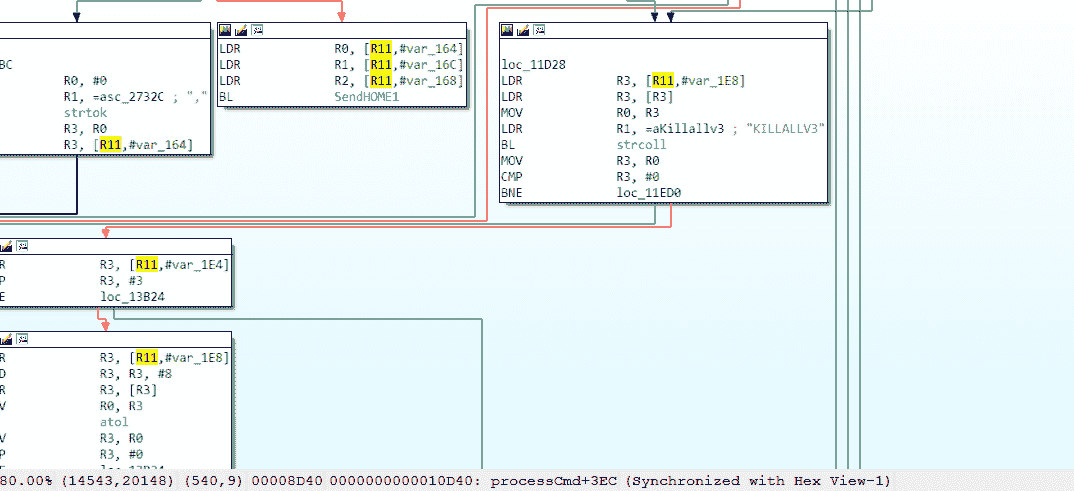 BC
R0, #0
R1, =asc_2732C ; ","
strtok
R3, R0
R3, [R11,#var_164]
LDR R0, [R11,#var_164]
LDR R1, [R11,#var_16C]
LDR R2, [R11,#var_168]
BL SendHOME1
loc_11D28
LDR R3, [R11,#var_1E8]
LDR R3, [R3]
MOV R0, R3
LDR R1, =aKillallv3 ; "KILLALLV3"
BL strcoll
MOV R3, R0
CMP R3, #0
BNE loc_11ED0
R R3, [R11,#var_1E4]
P R3, #3
E loc_13B24
R R3, [R11,#var_1E8]
D R3, R3, #8
R R3, [R3]
V R0, R3
atol
V R3, R0
P R3, #0
80.00% (14543,20148) (540,9) 00008D40 0000000000010D40: processCmd+3EC (Synchronized with Hex View-1)